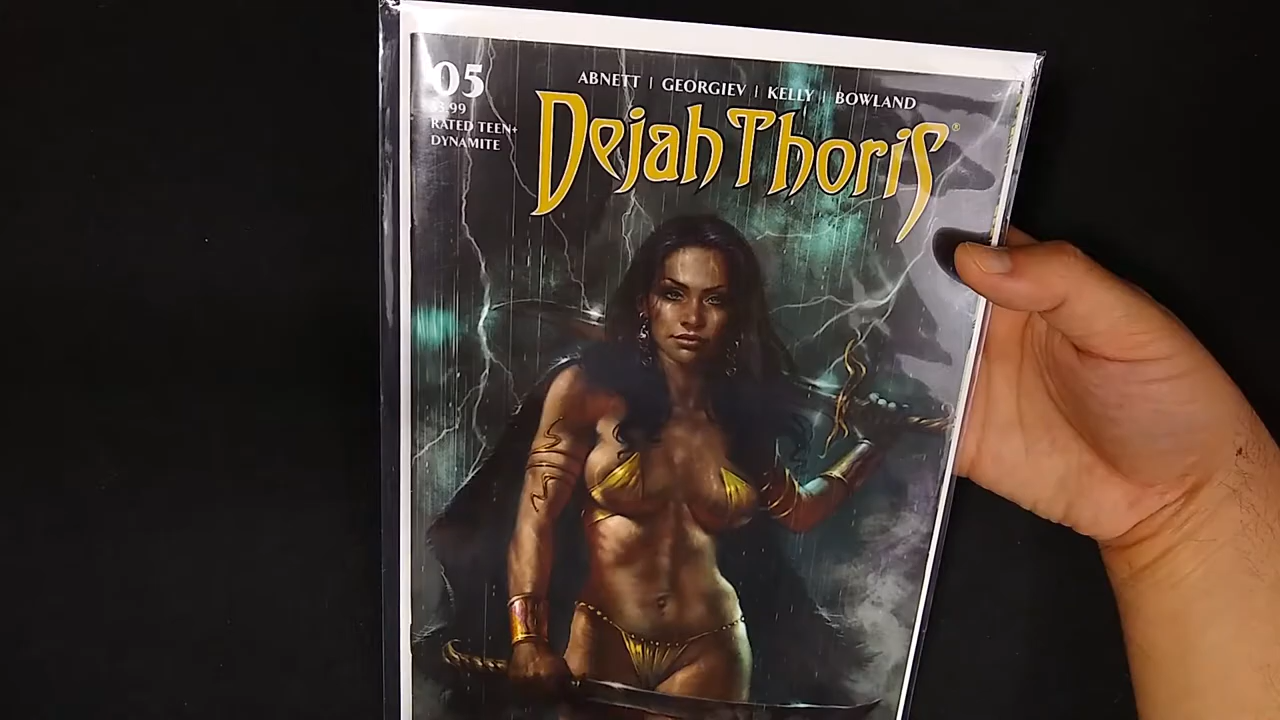 05
$3.99
RATED TEEN+
DYNAMITE
ABNETT | GEORGIEV | KELLY | BOWLAND
Dejah Thoris®